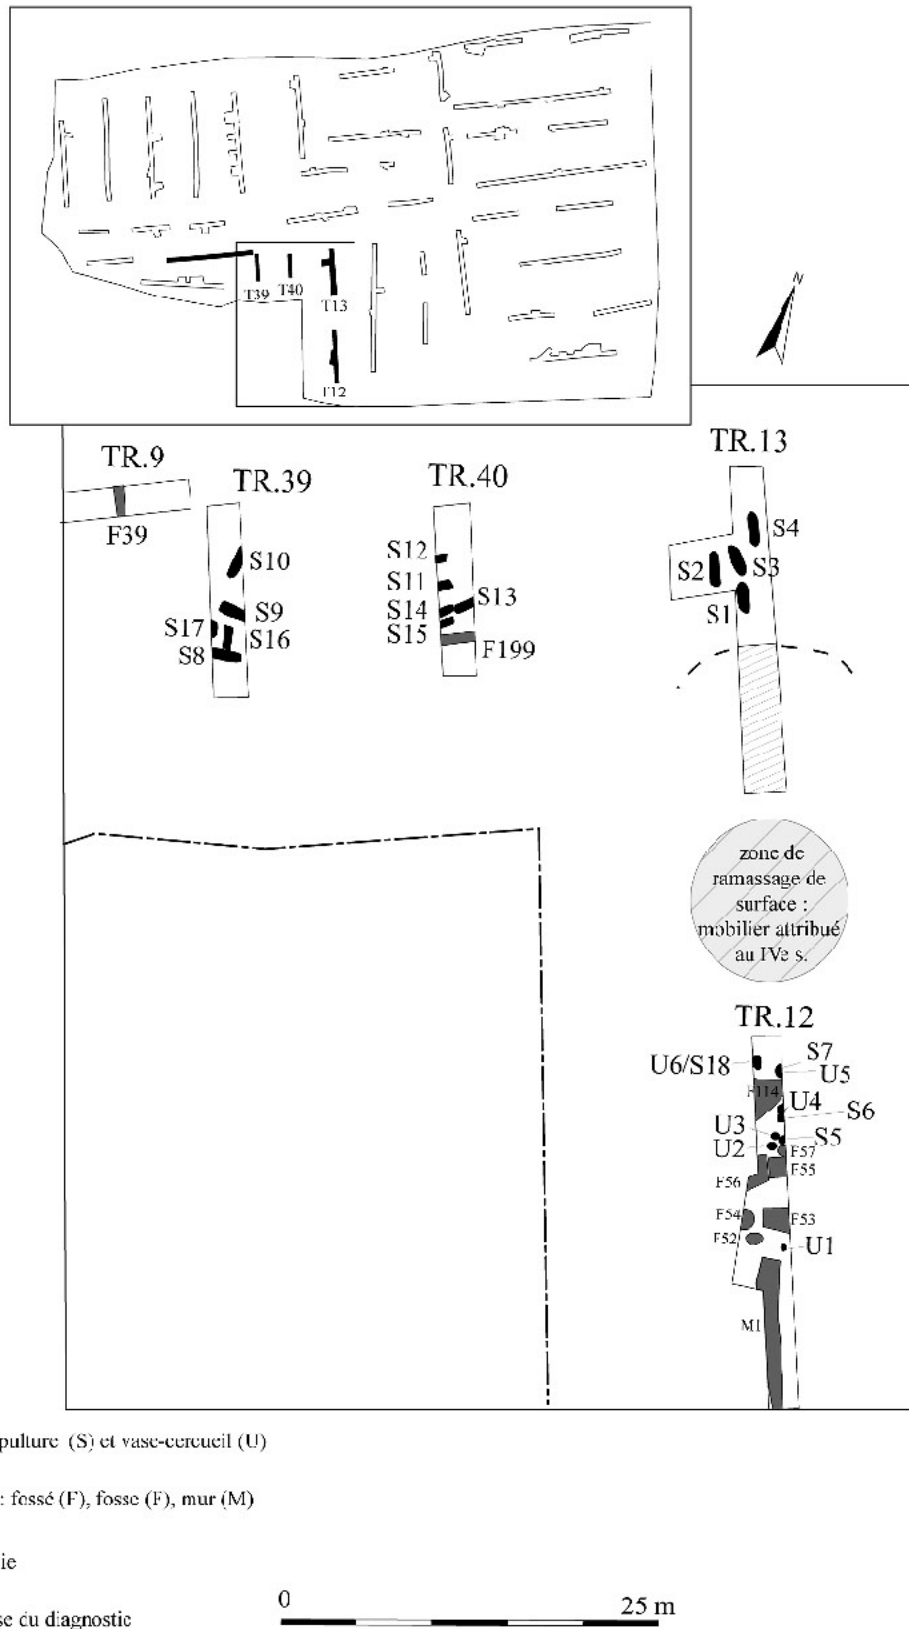 T39
T40
T13
T12
N
TR.9
F39
TR.39
S10
S9
S17
S16
S8
TR.40
S12
S11
S13
S14
S15
F199
TR.13
S4
S2
S3
S1
zone de
ramassage de
surface :
mobilier attribué
au IVe s.
TR.12
S7
U6/S18
U5
F114
U4
S6
U3
S5
U2
F57
F55
F56
F54
F53
F52
U1
M1
pulture (S) et vase-cercueil (U)
: fossé (F), fosse (F), mur (M)
ie
se du diagnostic
0
25 m